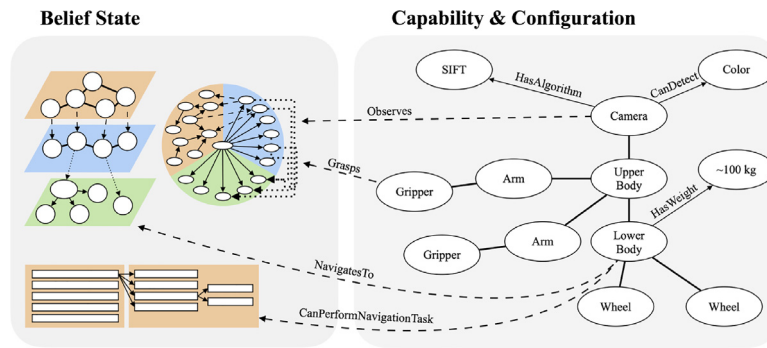 Belief State
Capability & Configuration
SIFT
HasAlgorithm
CanDetect
Color
Observes
Camera
Grasps
Gripper
Arm
Upper
Body
~100 kg
HasWeight
Gripper
Arm
Lower
Body
NavigatesTo
CanPerformNavigationTask
Wheel
Wheel